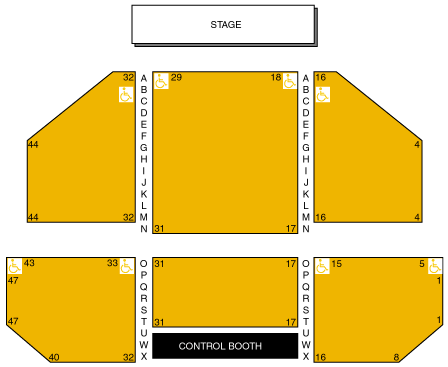 STAGE
32 A 29 18 A 16
B B
C C
D D
E E
F F
44 G G 4
H H
I I
J J
K K
L L
44 32 M M 16 4
N 31 17 N
43 33 O 31 17 O 15 5
47 P P 1
Q Q
R R
S S
47 T 31 17 T 1
U U
W CONTROL BOOTH W
40 32 X X 16 8